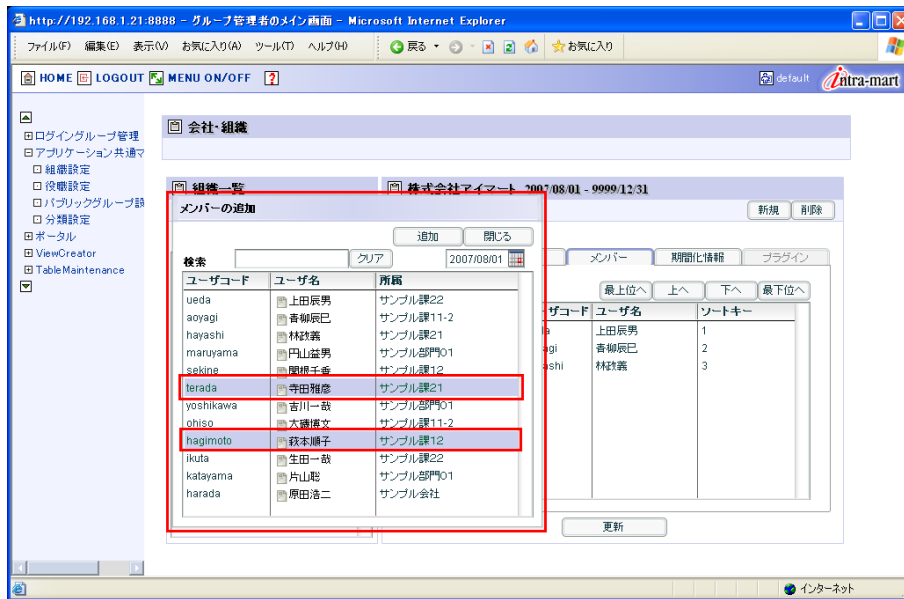 http://192.168.1.21:8888 - グループ管理者のメイン画面 - Microsoft Internet Explorer
ファイル(F) 編集(E) 表示(V) お気に入り(A) ツール(T) ヘルプ(H) 戻る お気に入り
HOME LOGOUT MENU ON/OFF ? default intra-mart
ログイングループ管理
アプリケーション共通マ
組織設定
役職設定
パブリックグループ設
分類設定
ポータル
ViewCreator
TableMaintenance
会社・組織
組織一覧
株式会社アイマート 2007/08/01 - 9999/12/31
新規 削除
メンバー 期間化情報 プラグイン
最上位へ 上へ 下へ 最下位へ
ザコード ユーザ名 ソートキー
a 上田辰男 1
agi 香柳辰巳 2
ashi 林政義 3
更新
メンバーの追加
追加 閉じる
検索 クリア 2007/08/01
ユーザコード ユーザ名 所属
ueda 上田辰男 サンプル課22
aoyagi 香柳辰巳 サンプル課11-2
hayashi 林政義 サンプル課21
maruyama 円山益男 サンプル部門01
sekine 関根千香 サンプル課12
terada 寺田雅彦 サンプル課21
yoshikawa 吉川一哉 サンプル部門01
ohiso 大磯博文 サンプル課11-2
hagimoto 萩本順子 サンプル課12
ikuta 生田一哉 サンプル課22
katayama 片山聡 サンプル部門01
harada 原田浩二 サンプル会社
インターネット